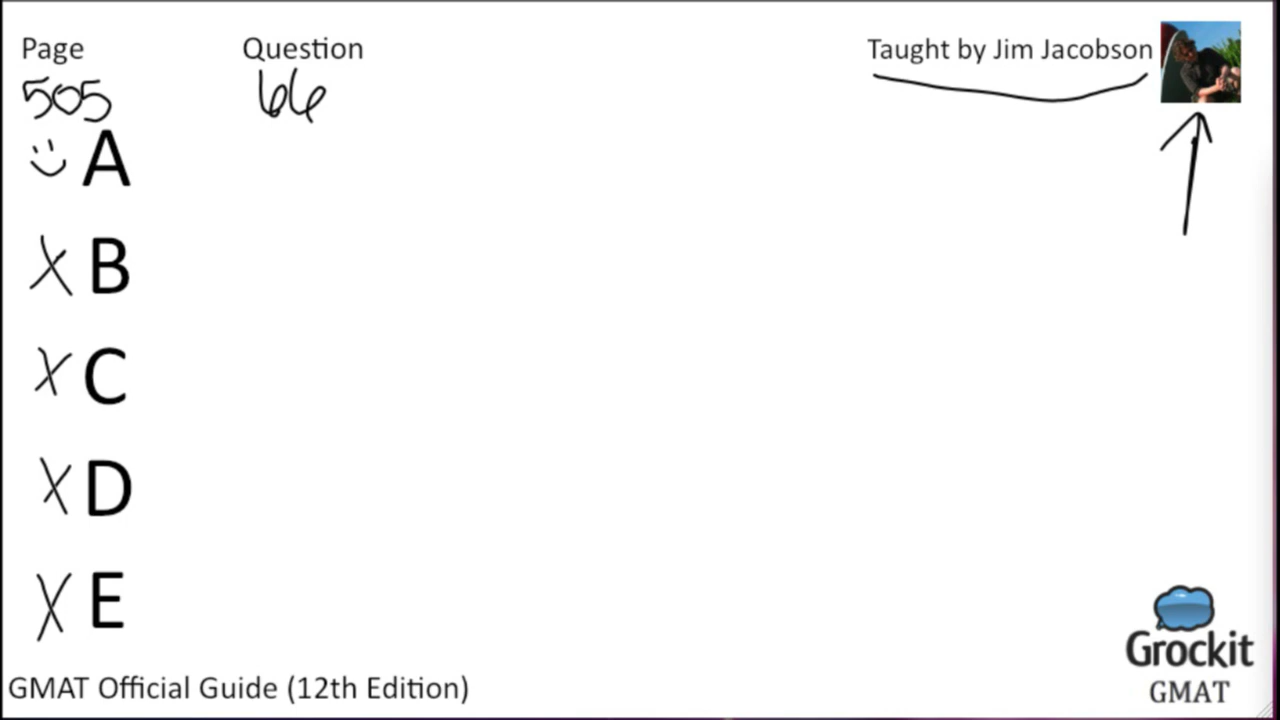 Page Question Taught by Jim Jacobson
505 66
A
X B
X C
X D
X E
Grockit
GMAT
GMAT Official Guide (12th Edition)